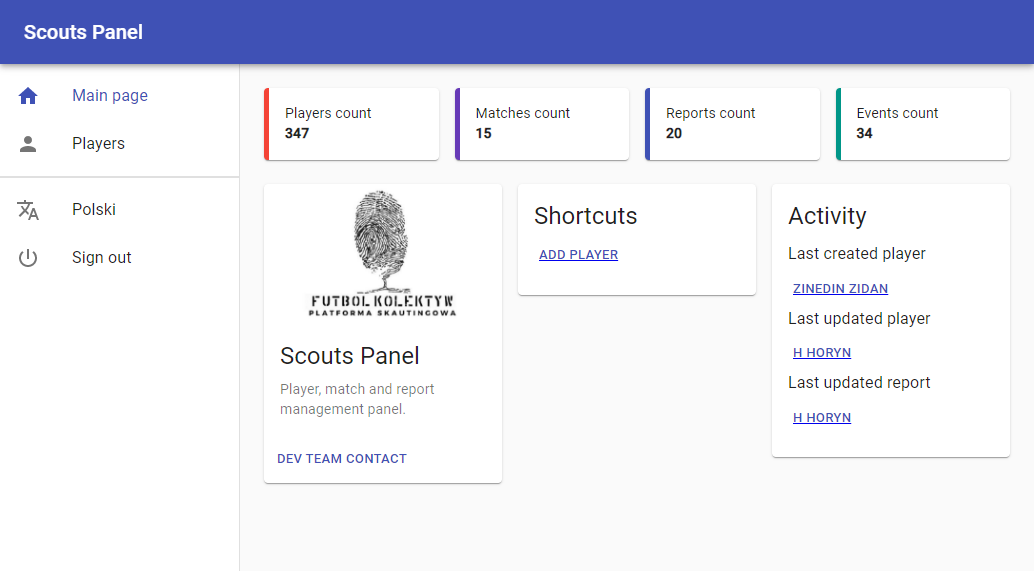 Scouts Panel
Main page
Players
Polski
Sign out
Players count
347
Matches count
15
Reports count
20
Events count
34
FUTBOL KOLEKTYW
PLATFORMA SKAUTINGOWA
Scouts Panel
Player, match and report
management panel.
DEV TEAM CONTACT
Shortcuts
ADD PLAYER
Activity
Last created player
ZINEDIN ZIDAN
Last updated player
H HORYN
Last updated report
H HORYN